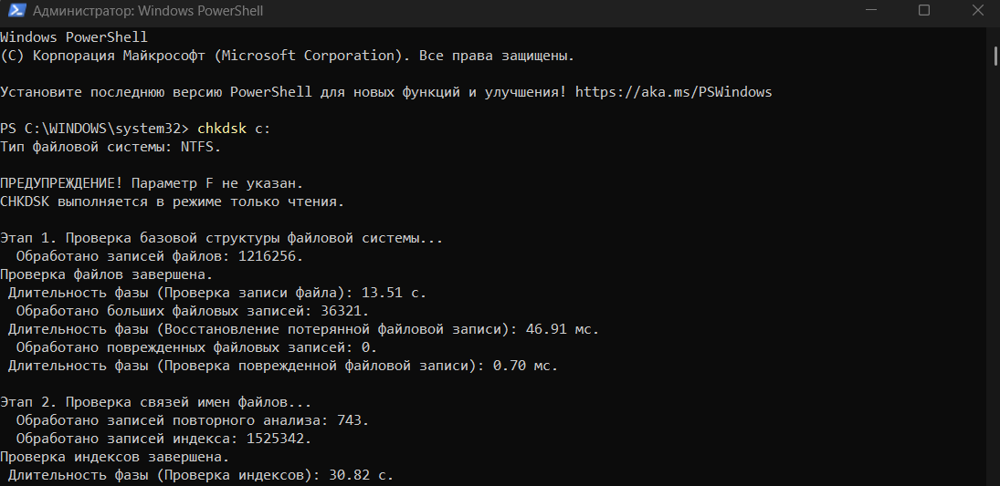 Администратор: Windows PowerShell
Windows PowerShell
(C) Корпорация Майкрософт (Microsoft Corporation). Все права защищены.
Установите последнюю версию PowerShell для новых функций и улучшения! https://aka.ms/PSWindows
PS C:\WINDOWS\system32> chkdsk c:
Тип файловой системы: NTFS.
ПРЕДУПРЕЖДЕНИЕ! Параметр F не указан.
CHKDSK выполняется в режиме только чтения.
Этап 1. Проверка базовой структуры файловой системы...
Обработано записей файлов: 1216256.
Проверка файлов завершена.
Длительность фазы (Проверка записи файла): 13.51 с.
Обработано больших файловых записей: 36321.
Длительность фазы (Восстановление потерянной файловой записи): 46.91 мс.
Обработано поврежденных файловых записей: 0.
Длительность фазы (Проверка поврежденной файловой записи): 0.70 мс.
Этап 2. Проверка связей имен файлов...
Обработано записей повторного анализа: 743.
Обработано записей индекса: 1525342.
Проверка индексов завершена.
Длительность фазы (Проверка индексов): 30.82 с.